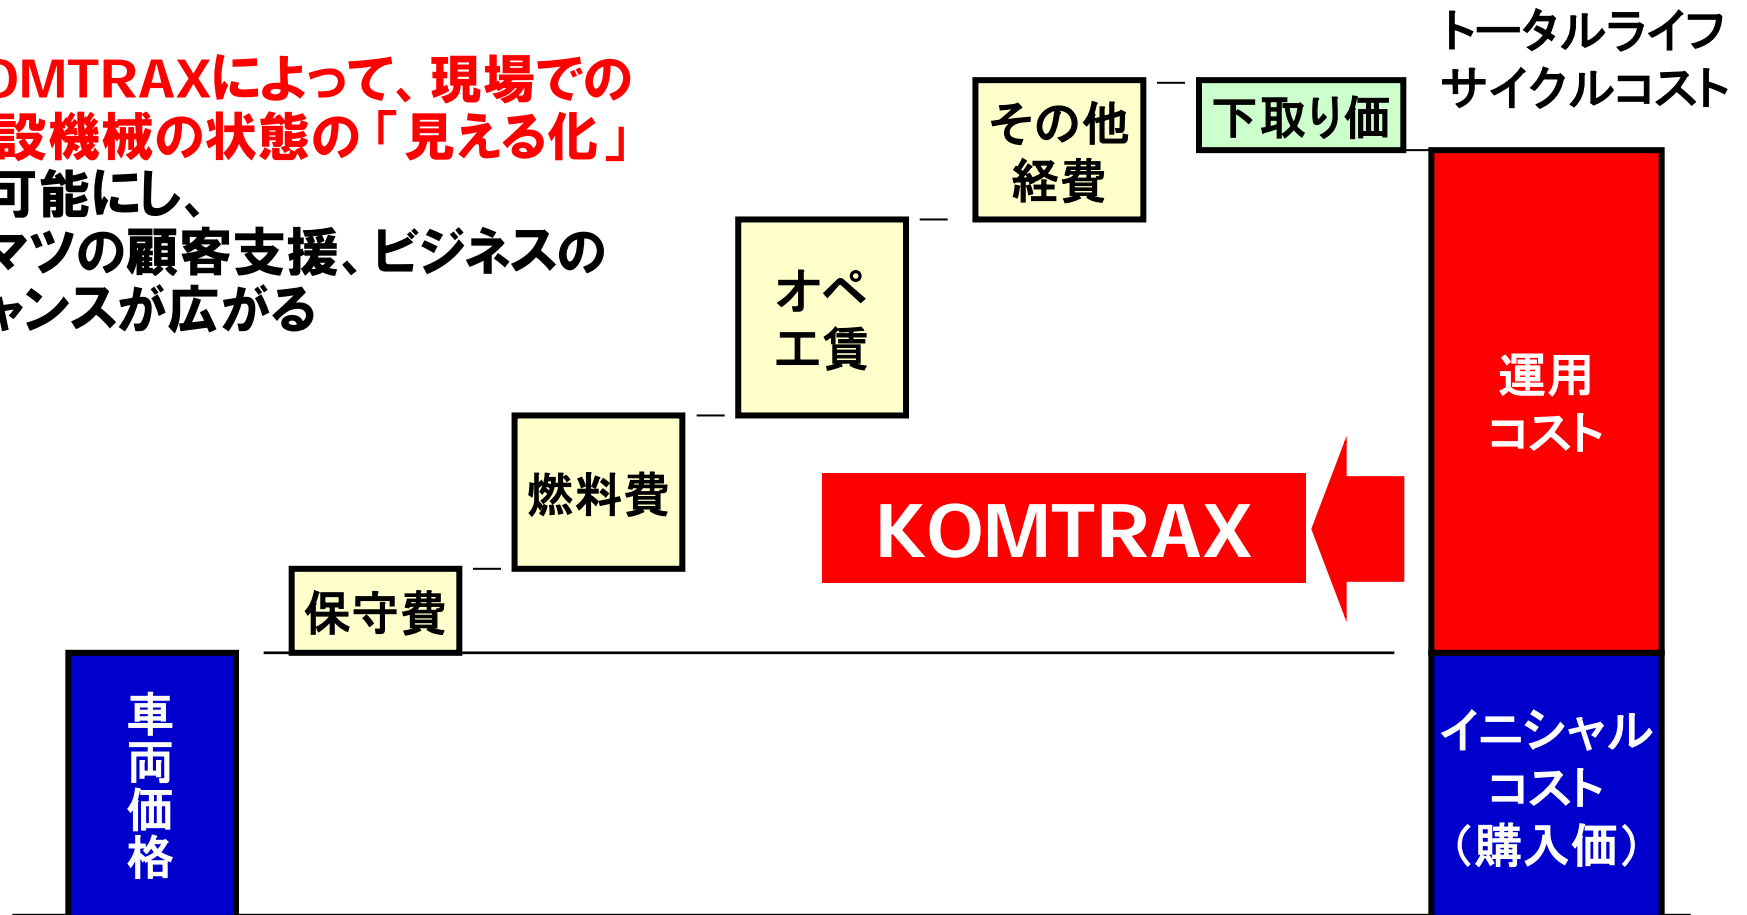 OMTRAXによって、現場での
設機械の状態の「見える化」
可能にし、
マツの顧客支援、ビジネスの
ャンスが広がる
トータルライフ
サイクルコスト
その他
経費
下取り価
オペ
工賃
燃料費
保守費
KOMTRAX
運用
コスト
車両価格
イニシャル
コスト
（購入価）